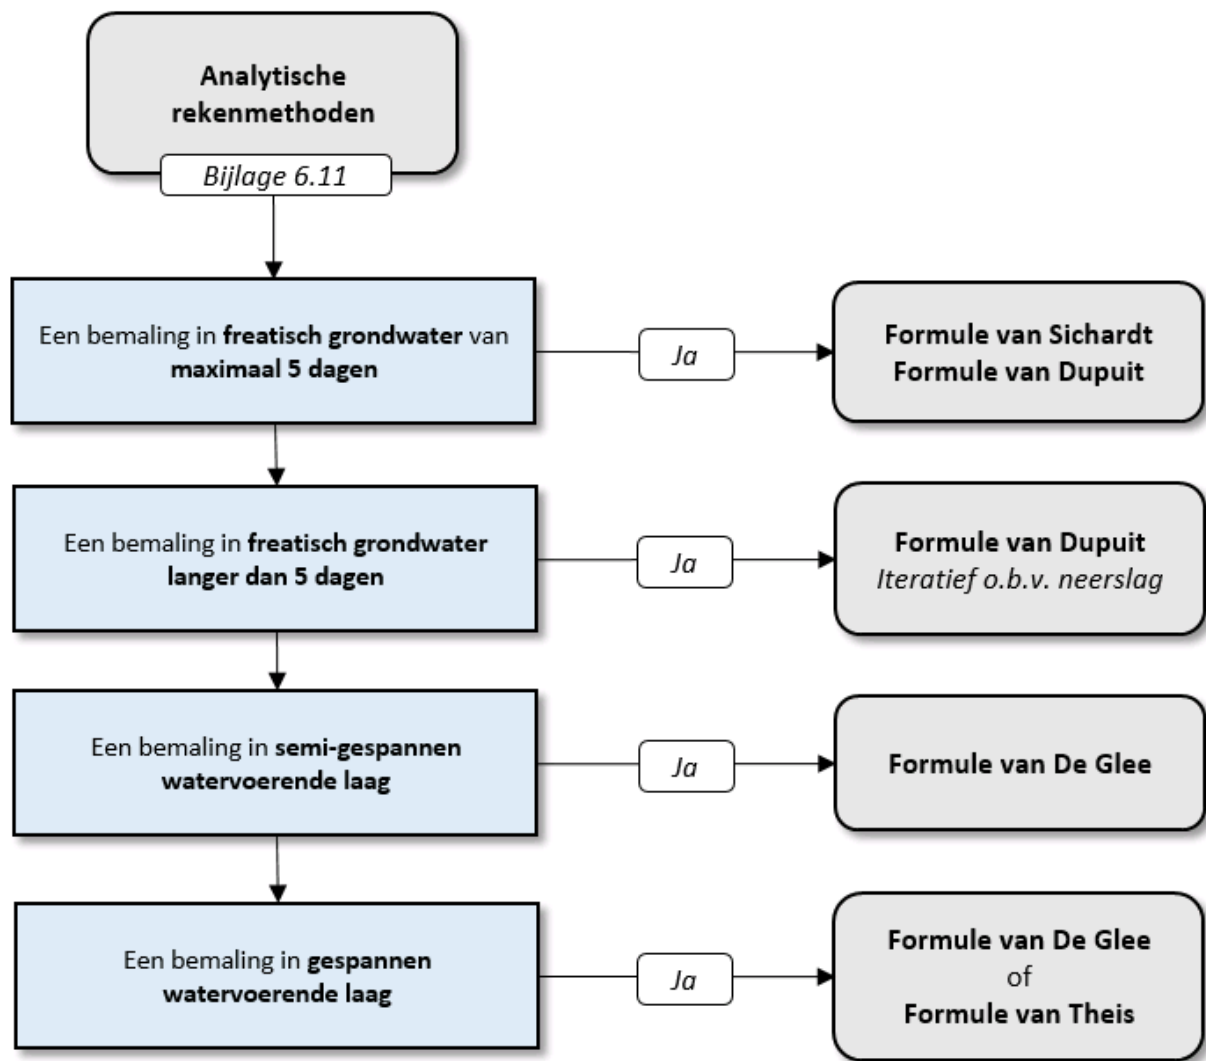 Analytische
rekenmethoden
Bijlage 6.11
Een bemaling in freatisch grondwater van
maximaal 5 dagen
Ja
Formule van Sichardt
Formule van Dupuit
Een bemaling in freatisch grondwater
langer dan 5 dagen
Ja
Formule van Dupuit
Iteratief o.b.v. neerslag
Een bemaling in semi-gespannen
watervoerende laag
Ja
Formule van De Glee
Een bemaling in gespannen
watervoerende laag
Ja
Formule van De Glee
of
Formule van Theis